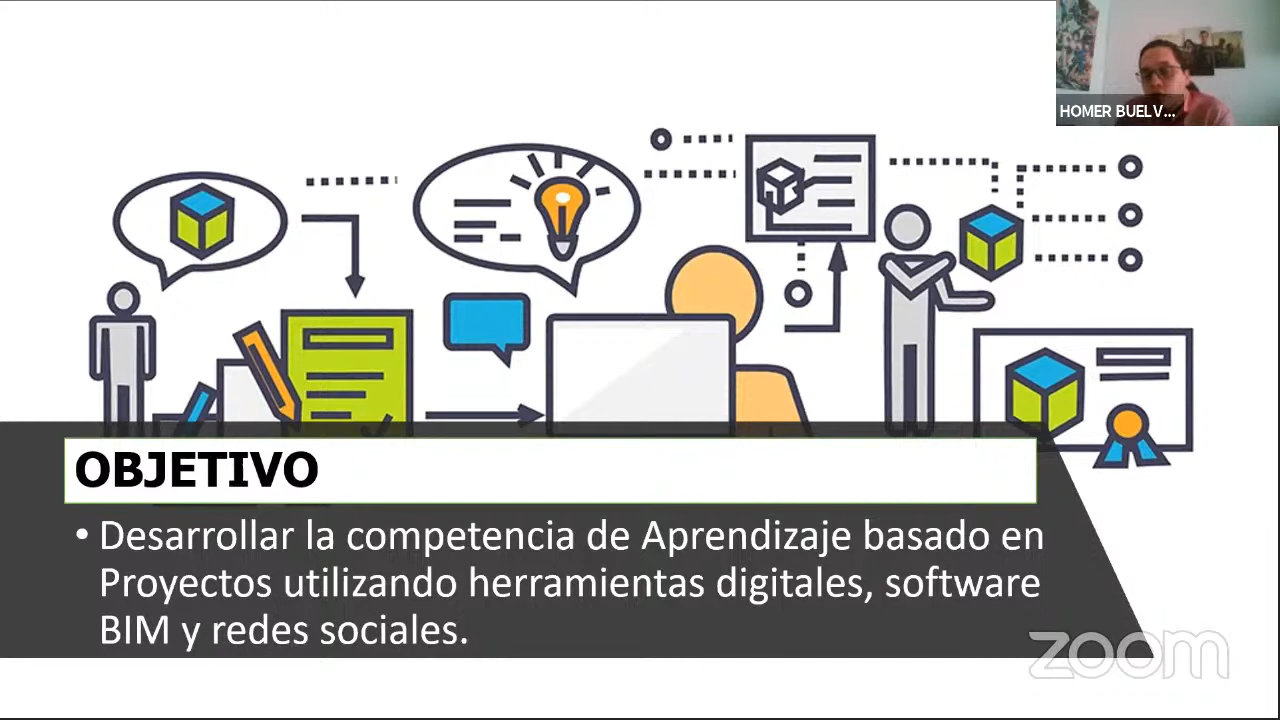 HOMER BUELV...
OBJETIVO
• Desarrollar la competencia de Aprendizaje basado en
Proyectos utilizando herramientas digitales, software
BIM y redes sociales.
zoom